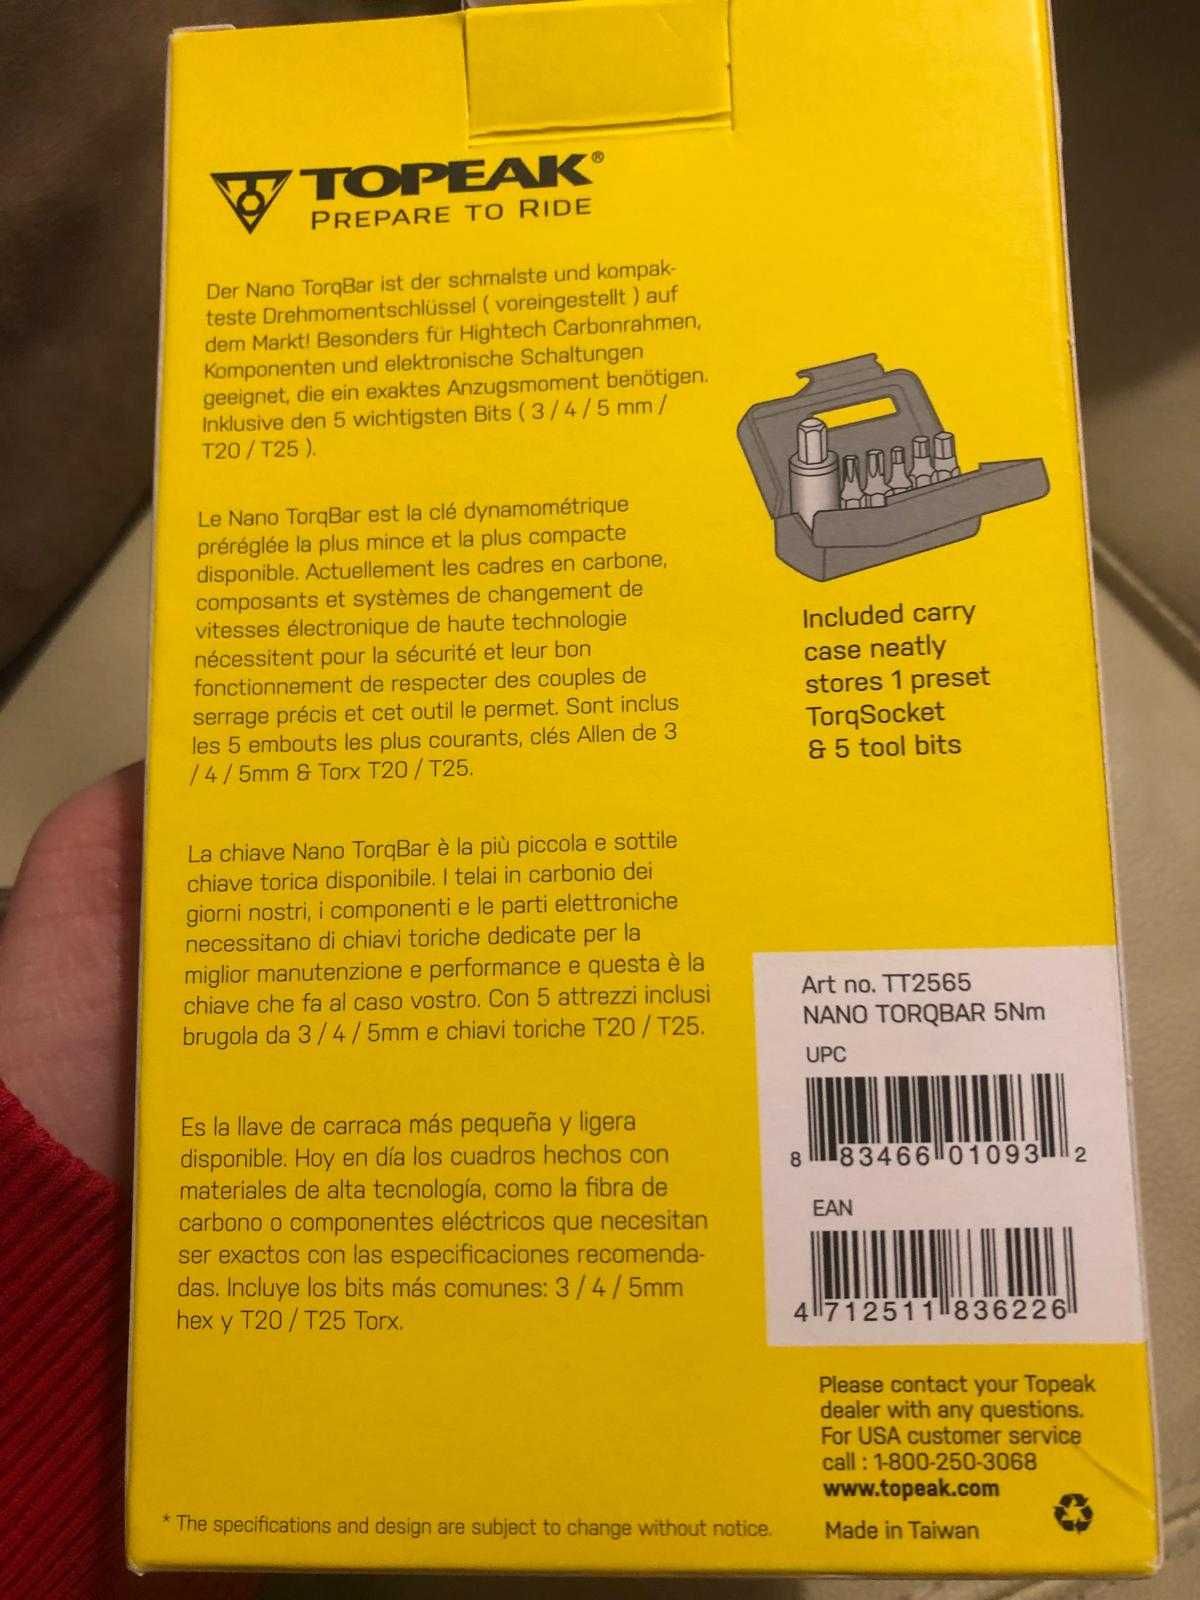 TOPEAK®
PREPARE TO RIDE
Der Nano TorqBar ist der schmalste und kompak-
teste Drehmomentschlüssel ( voreingestellt ) auf
dem Markt! Besonders für Hightech Carbonrahmen,
Komponenten und elektronische Schaltungen
geeignet, die ein exaktes Anzugsmoment benötigen.
Inklusive den 5 wichtigsten Bits ( 3 / 4 / 5 mm /
T20 / T25 ).
Le Nano TorqBar est la clé dynamométrique
préréglée la plus mince et la plus compacte
disponible. Actuellement les cadres en carbone,
composants et systèmes de changement de
vitesses électronique de haute technologie
nécessitent pour la sécurité et leur bon
fonctionnement de respecter des couples de
serrage précis et cet outil le permet. Sont inclus
les 5 embouts les plus courants, clés Allen de 3
/ 4 / 5mm & Torx T20 / T25.
La chiave Nano TorqBar è la più piccola e sottile
chiave torica disponibile. I telai in carbonio dei
giorni nostri, i componenti e le parti elettroniche
necessitano di chiavi toriche dedicate per la
miglior manutenzione e performance e questa è la
chiave che fa al caso vostro. Con 5 attrezzi inclusi
brugola da 3 / 4 / 5mm e chiavi toriche T20 / T25.
Es la llave de carraca más pequeña y ligera
disponible. Hoy en día los cuadros hechos con
materiales de alta tecnología, como la fibra de
carbono o componentes eléctricos que necesitan
ser exactos con las especificaciones recomenda-
das. Incluye los bits más comunes: 3 / 4 / 5mm
hex y T20 / T25 Torx.
* The specifications and design are subject to change without notice.
Included carry
case neatly
stores 1 preset
TorqSocket
& 5 tool bits
Art no. TT2565
NANO TORQBAR 5Nm
UPC
8 83466 01093 2
EAN
4 712511 836226
Please contact your Topeak
dealer with any questions.
For USA customer service
call : 1-800-250-3068
www.topeak.com
Made in Taiwan